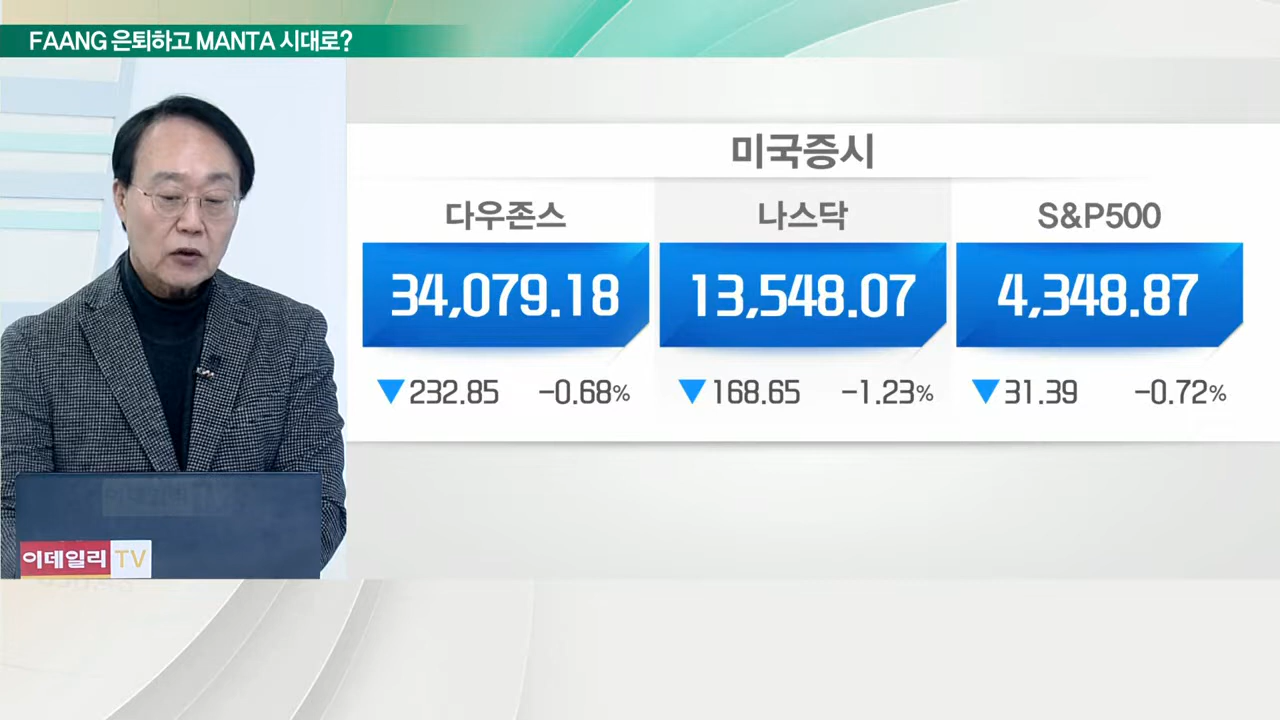 FAANG 은퇴하고 MANTA 시대로?
미국증시
다우존스 나스닥 S&P500
34,079.18 13,548.07 4,348.87
▼232.85 -0.68% ▼168.65 -1.23% ▼31.39 -0.72%
이데일리 TV